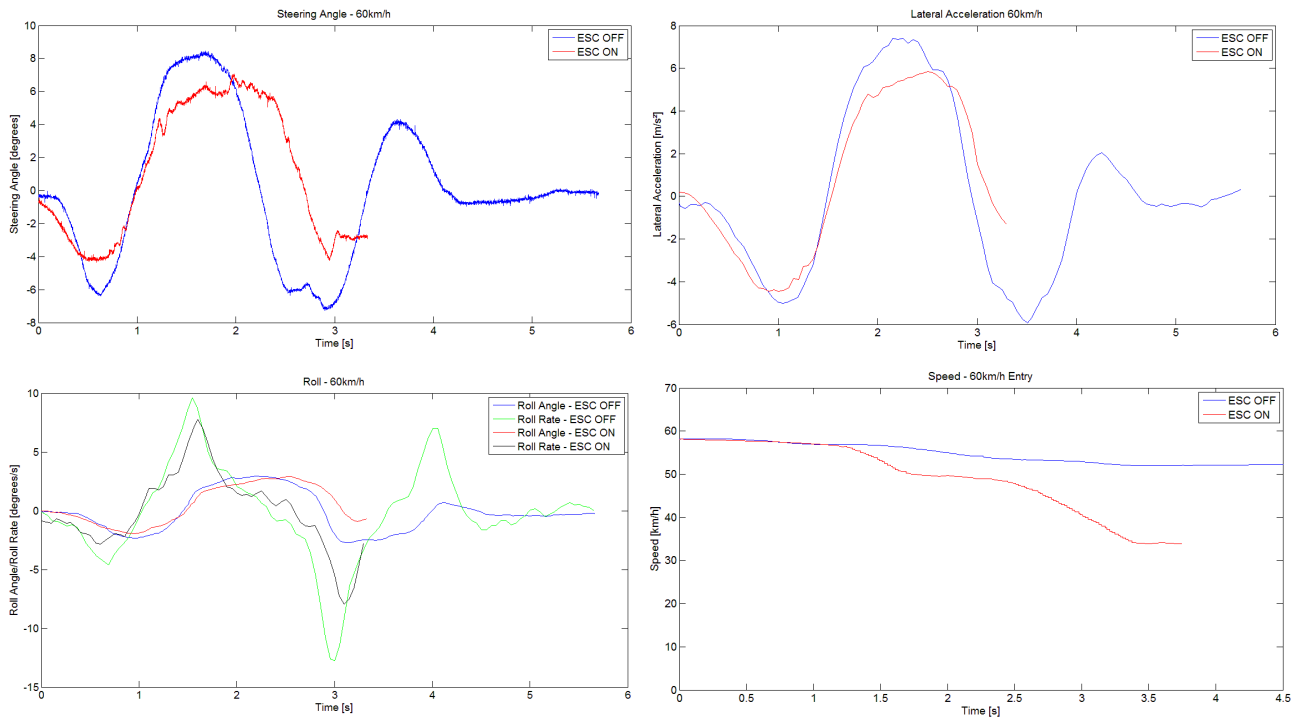 Steering Angle - 60km/h
Steering Angle [degrees]
8
6
4
2
0
-2
-4
-6
-8
0 1 2 3 4 5 6
Time [s]
ESC OFF
ESC ON
Lateral Acceleration 60km/h
Lateral Acceleration [m/s²]
8
6
4
2
0
-2
-4
-6
0 1 2 3 4 5 6
Time [s]
ESC OFF
ESC ON
Roll - 60km/h
Roll Angle/Roll Rate [degrees/s]
10
5
0
-5
-10
-15
0 1 2 3 4 5 6
Time [s]
Roll Angle - ESC OFF
Roll Rate - ESC OFF
Roll Angle - ESC ON
Roll Rate - ESC ON
Speed - 60km/h Entry
Speed [km/h]
70
60
50
40
30
20
10
0
0 0.5 1 1.5 2 2.5 3 3.5 4 4.5
Time [s]
ESC OFF
ESC ON